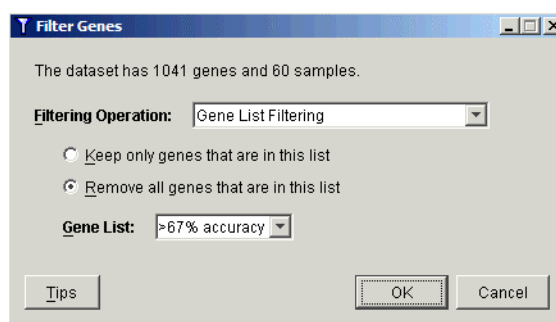 Filter Genes
The dataset has 1041 genes and 60 samples.
Filtering Operation: Gene List Filtering
Keep only genes that are in this list
Remove all genes that are in this list
Gene List: >67% accuracy
Tips OK Cancel